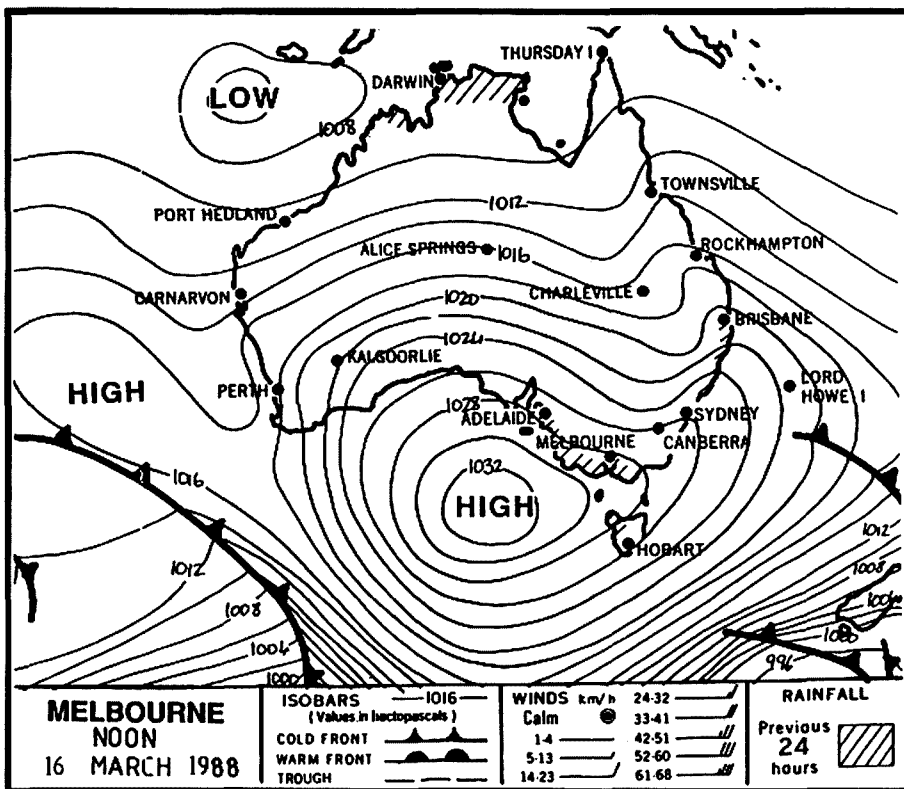 THURSDAY I
DARWIN
LOW
1008
TOWNSVILLE
1012
PORT HEDLAND
ROCKHAMPTON
ALICE SPRINGS
1016
CARNARVON
CHARLEVILLE
1020
BRISBANE
1024
KALGOORLIE
HIGH
PERTH
LORD
HOWE I
1028
ADELAIDE
SYDNEY
MELBOURNE
CANBERRA
1032
1016
HIGH
HOBART
1012
1012
1008
1008
1004
1004
1000
1000
996
MELBOURNE
NOON
16 MARCH 1988
ISOBARS 1016
(Values in hectopascals)
COLD FRONT
WARM FRONT
TROUGH
WINDS km/h
Calm
1-4
5-13
14-23
24-32
33-41
42-51
52-60
61-68
RAINFALL
Previous
24
hours